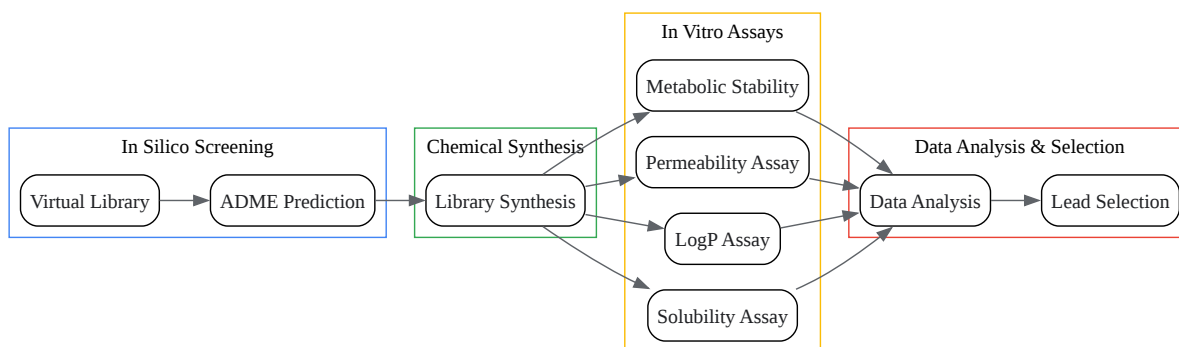 In Silico Screening
Virtual Library
ADME Prediction
Chemical Synthesis
Library Synthesis
In Vitro Assays
Metabolic Stability
Permeability Assay
LogP Assay
Solubility Assay
Data Analysis & Selection
Data Analysis
Lead Selection